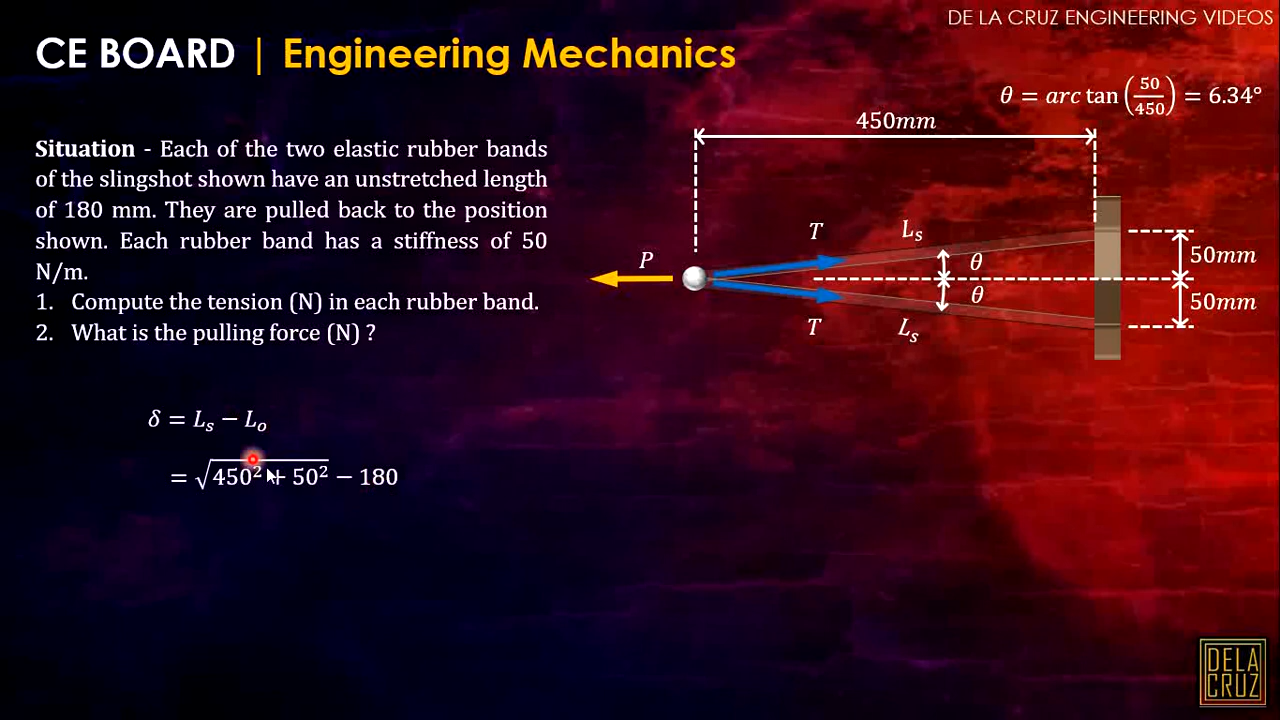 DE LA CRUZ ENGINEERING VIDEOS
CE BOARD | Engineering Mechanics
θ = arc tan (50/450) = 6.34°
450mm
Situation - Each of the two elastic rubber bands
of the slingshot shown have an unstretched length
of 180 mm. They are pulled back to the position
shown. Each rubber band has a stiffness of 50
N/m.
1. Compute the tension (N) in each rubber band.
2. What is the pulling force (N) ?
T
Lₛ
P
θ
θ
50mm
50mm
T
Lₛ
δ = Lₛ − Lₒ
= √(450² + 50²) − 180
DELA
CRUZ